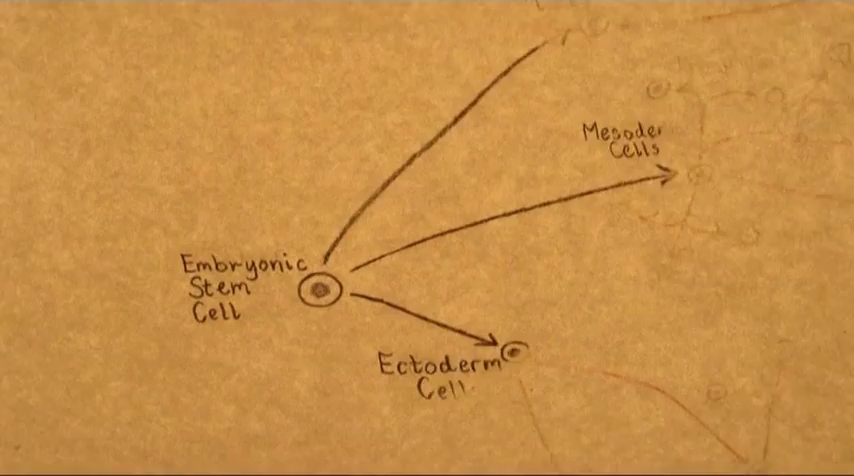 Mesoder
Cells
Embryonic
Stem
Cell
Ectoderm
Cell